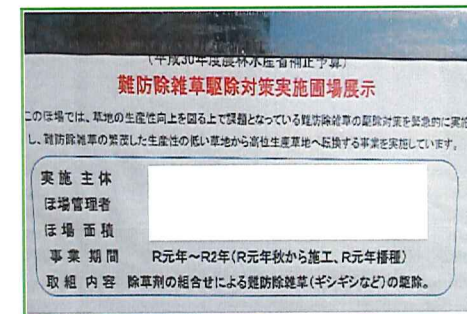 (平成30年度農林水産省補正予算)
難防除雑草駆除対策実施圃場展示
このほ場では、草地の生産性向上を図る上で課題となっている難防除雑草の駆除対策を緊急的に実施
し、難防除雑草の繁茂した生産性の低い草地から高位生産草地へ転換する事業を実施しています。
実施主体
ほ場管理者
ほ場面積
事業期間 R元年~R2年(R元年秋から施工、R元年播種)
取組内容 除草剤の組合せによる難防除雑草(ギシギシなど)の駆除。